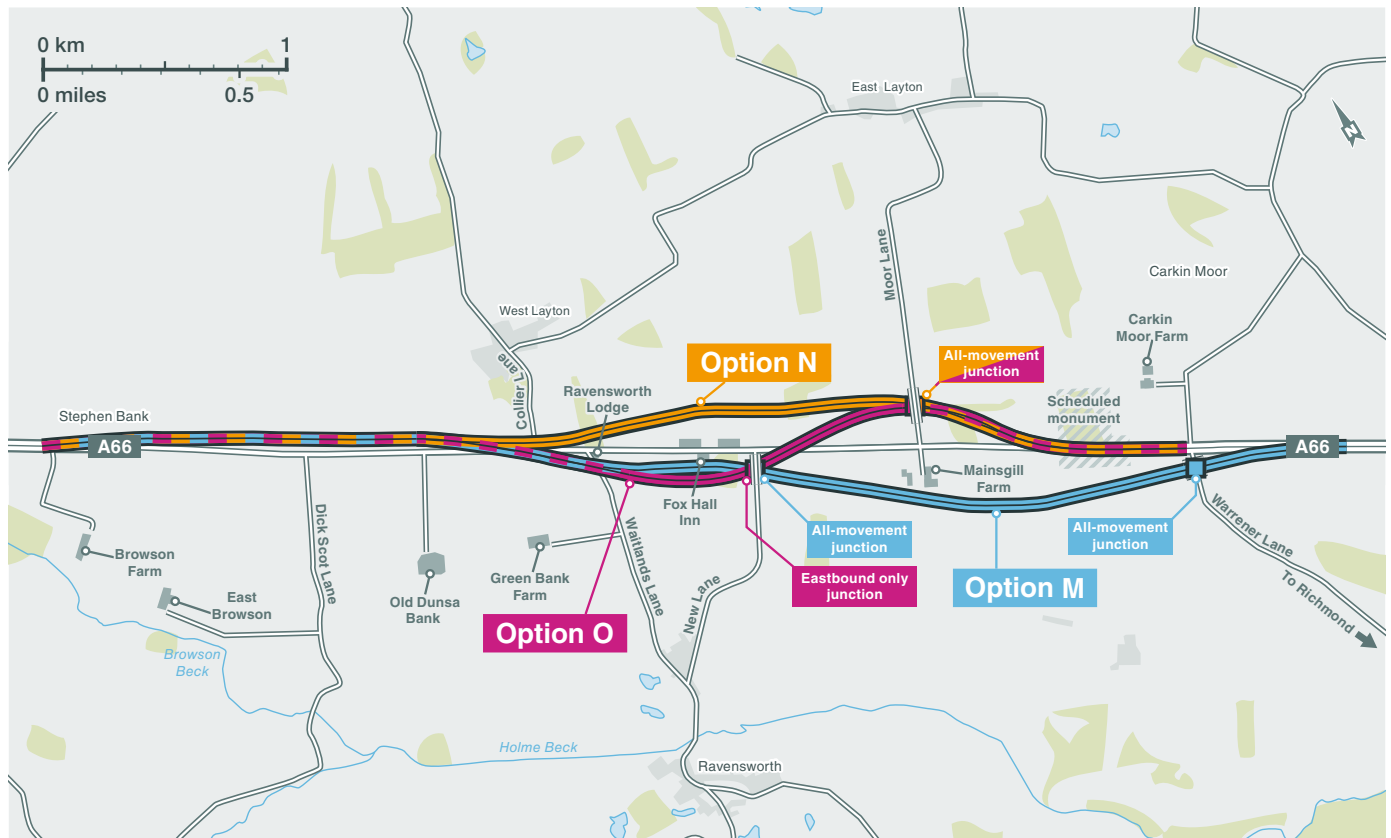 0 km 1
0 miles 0.5
N
East Layton
Carkin Moor
Moor Lane
West Layton
Collier Lane
Carkin
Moor Farm
Option N
All-movement
junction
Ravensworth
Lodge
Scheduled
monument
Stephen Bank
A66
A66
Mainsgill
Farm
Fox Hall
Inn
Dick Scot Lane
Waitlands Lane
Warrener Lane
All-movement
junction
All-movement
junction
Browson
Farm
Green Bank
Farm
Eastbound only
junction
Option M
To Richmond
East
Browson
Old Dunsa
Bank
New Lane
Option O
Browson
Beck
Holme Beck
Ravensworth